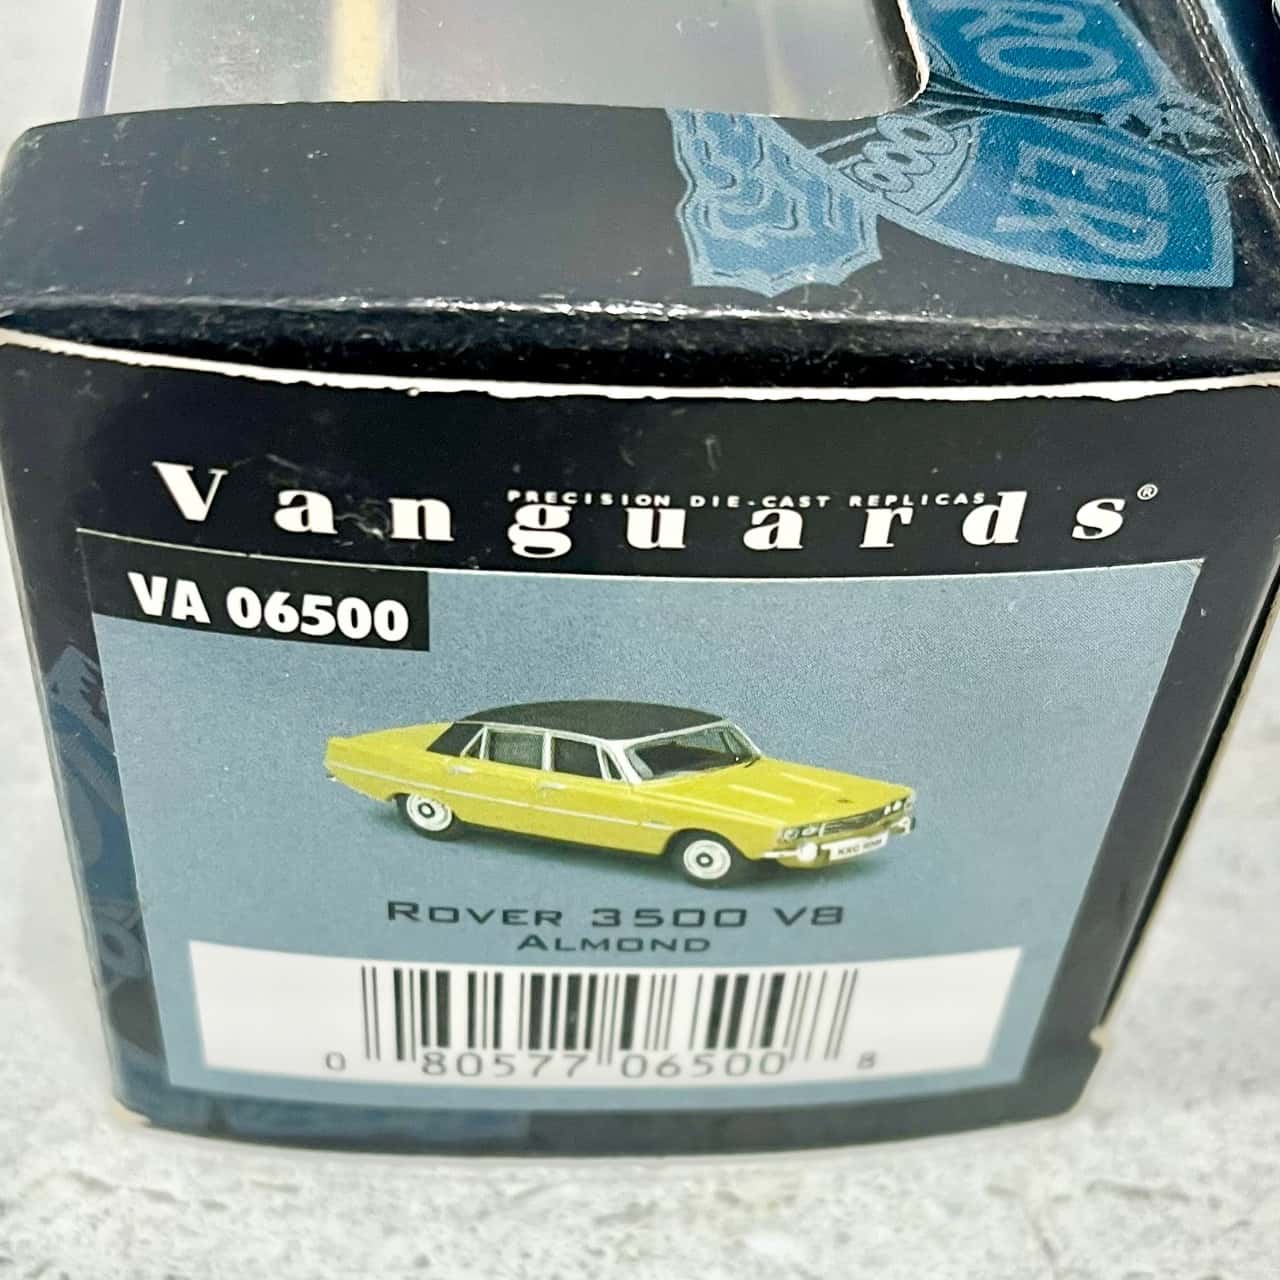 ROVER
Vanguards®
PRECISION DIE-CAST REPLICAS
VA 06500
ROVER 3500 V8
ALMOND
0 80577 06500 8